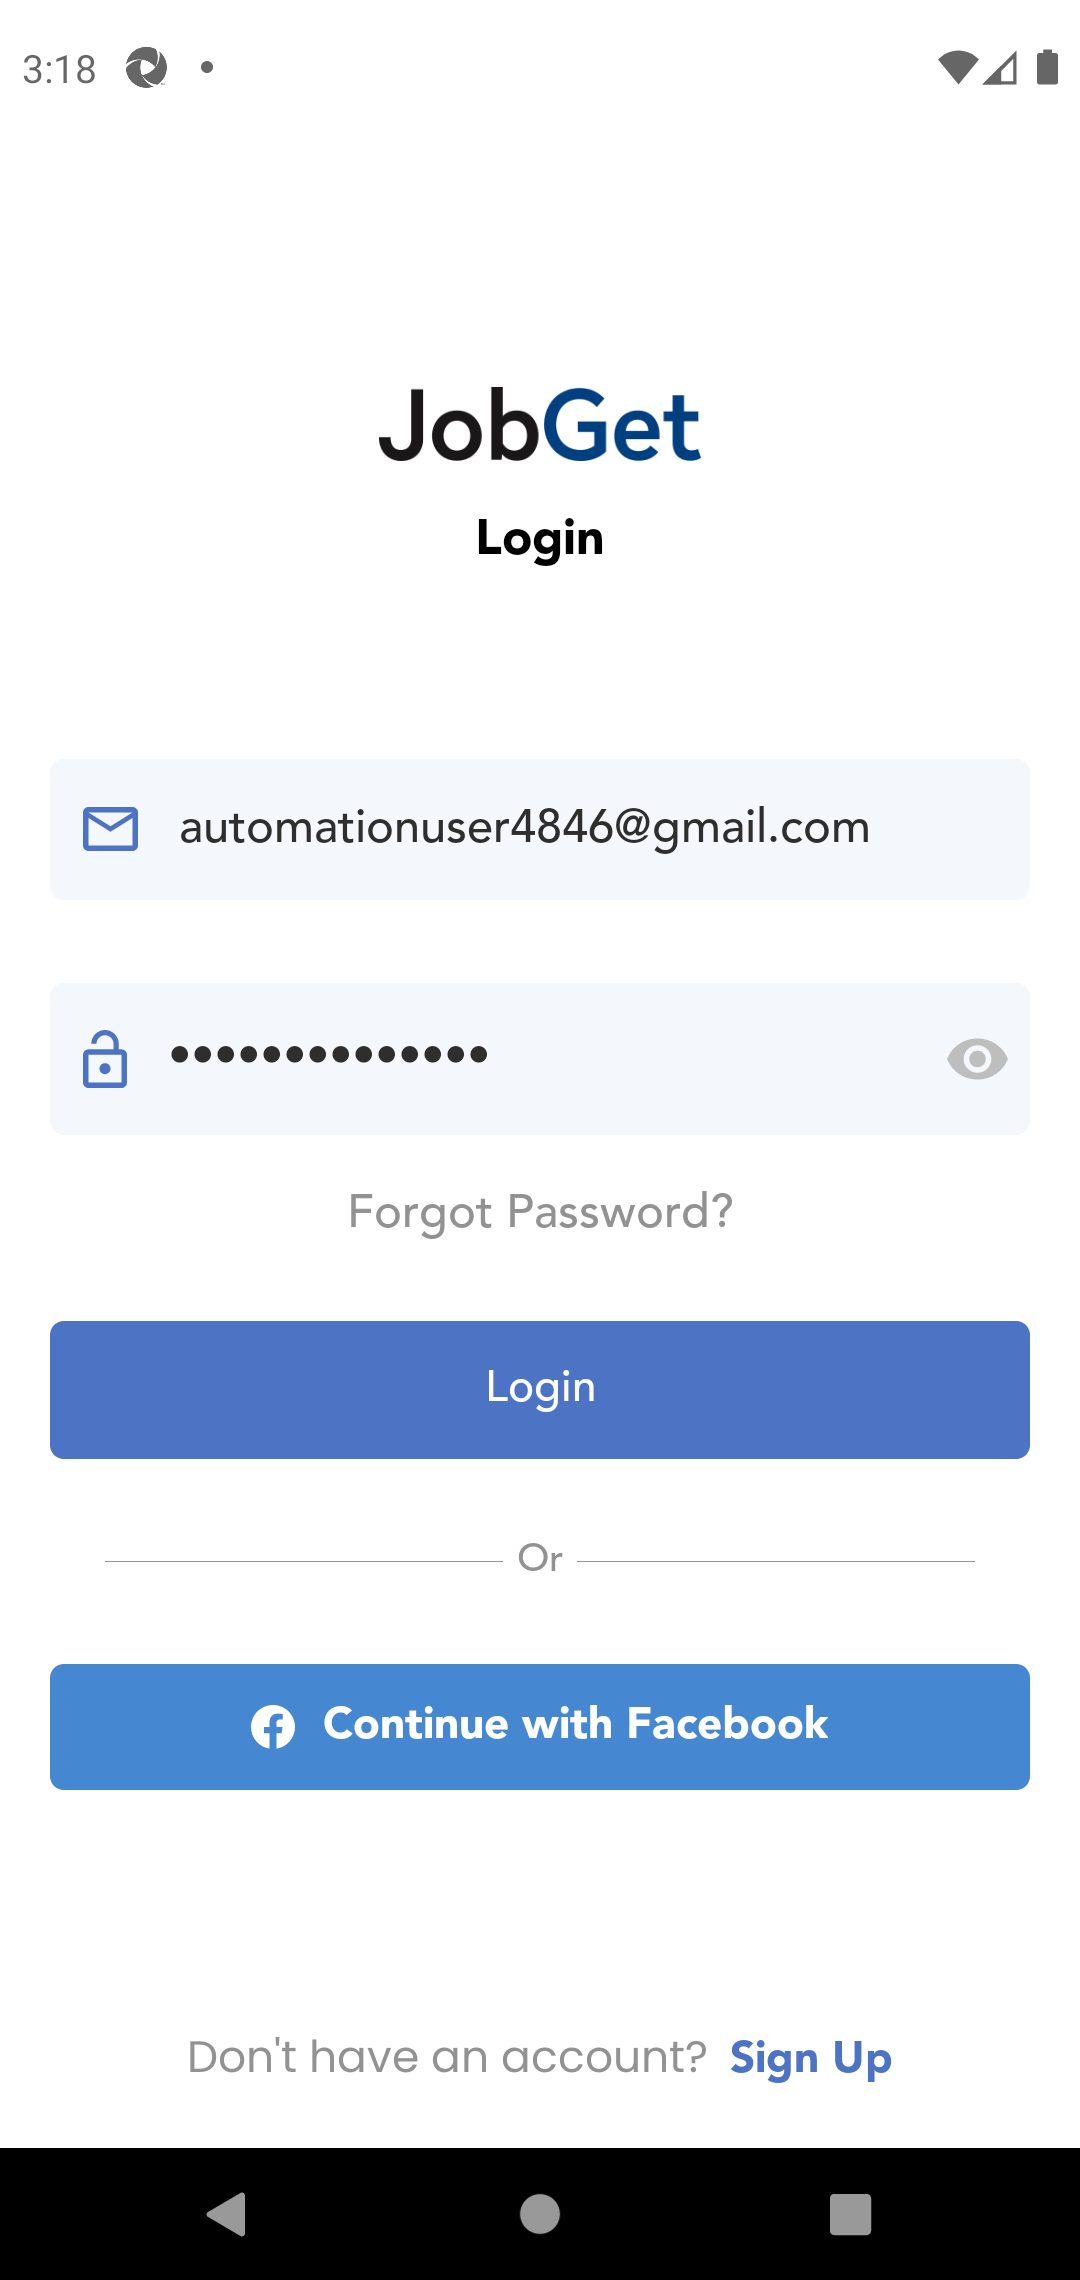 3:18
JobGet
Login
automationuser4846@gmail.com
••••••••••••••
Forgot Password?
Login
Or
Continue with Facebook
Don't have an account? Sign Up